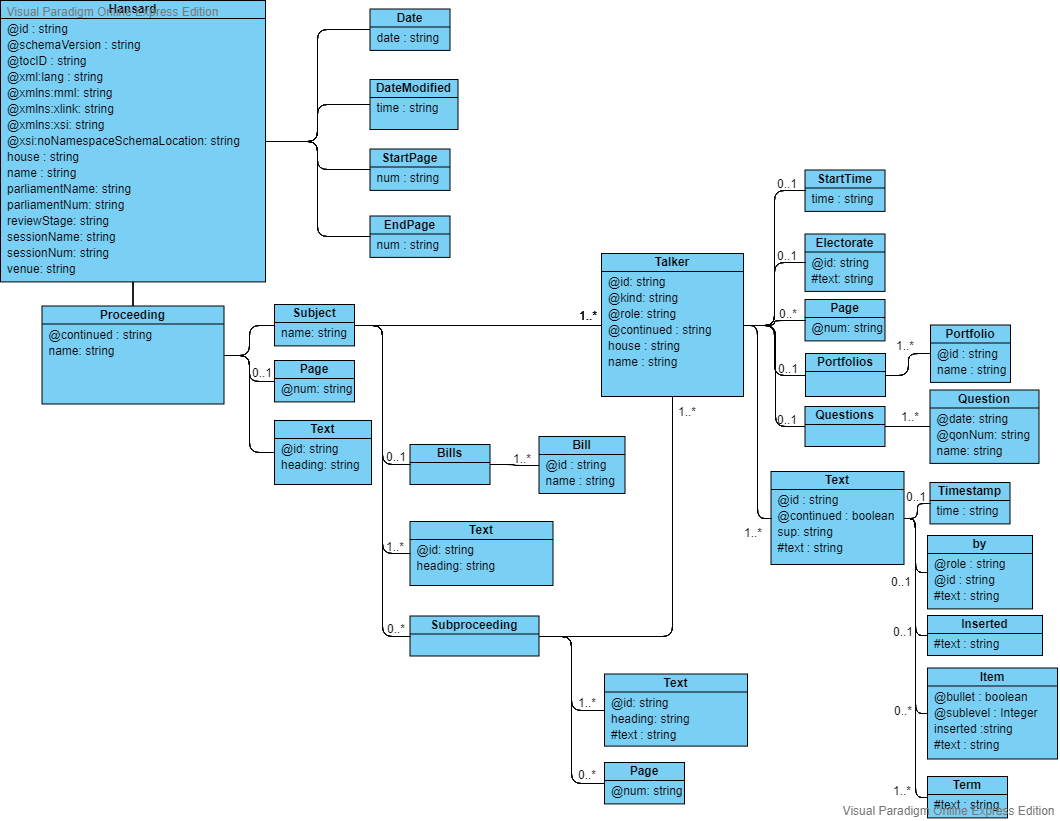 Visual Paradigm Online Express Edition
Hansard
@id : string
@schemaVersion : string
@tocID : string
@xml:lang : string
@xmlns:mml: string
@xmlns:xlink: string
@xmlns:xsi: string
@xsi:noNamespaceSchemaLocation: string
house : string
name : string
parliamentName: string
parliamentNum: string
reviewStage: string
sessionName: string
sessionNum: string
venue: string
Date
date : string
DateModified
time : string
StartPage
num : string
EndPage
num : string
Proceeding
@continued : string
name: string
Subject
name: string
0..1
Page
@num: string
Text
@id: string
heading: string
0..1
Bills
1..*
Bill
@id : string
name : string
1..*
Text
@id: string
heading: string
0..*
Subproceeding
1..*
Text
@id: string
heading: string
#text : string
0..*
Page
@num: string
1..*
Talker
@id: string
@kind: string
@role: string
@continued : string
house : string
name : string
1..*
0..1
StartTime
time : string
0..1
Electorate
@id: string
#text: string
0..*
Page
@num: string
0..1
Portfolios
1..*
Portfolio
@id : string
name : string
0..1
Questions
1..*
Question
@date: string
@qonNum: string
name: string
1..*
Text
@id : string
@continued : boolean
sup: string
#text : string
0..1
Timestamp
time : string
0..1
by
@role : string
@id : string
#text : string
0..1
Inserted
#text : string
0..*
Item
@bullet : boolean
@sublevel : Integer
inserted :string
#text : string
1..*
Term
#text : string
Visual Paradigm Online Express Edition